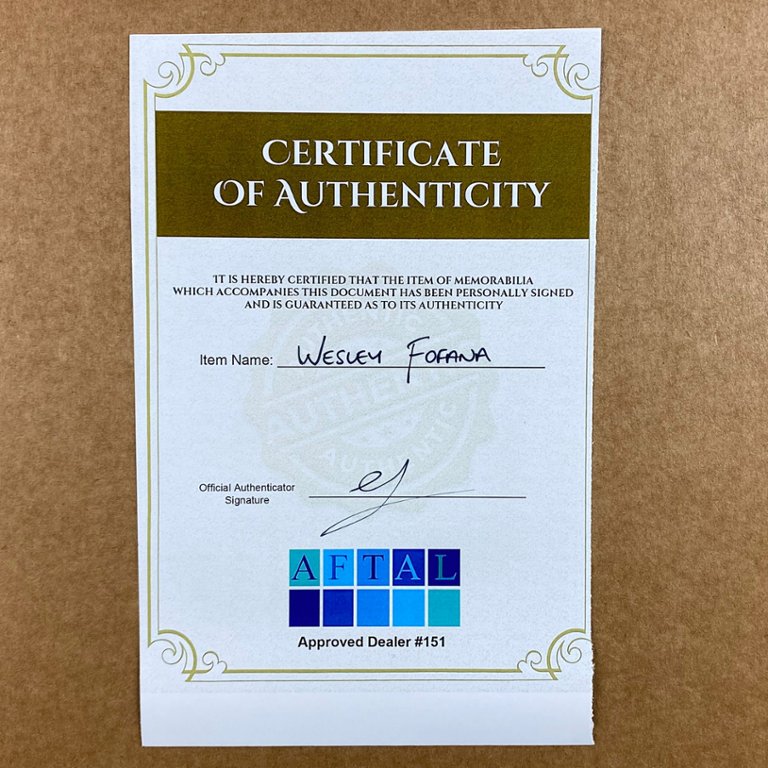 CERTIFICATE
OF AUTHENTICITY
IT IS HEREBY CERTIFIED THAT THE ITEM OF MEMORABILIA
WHICH ACCOMPANIES THIS DOCUMENT HAS BEEN PERSONALLY SIGNED
AND IS GUARANTEED AS TO ITS AUTHENTICITY
Item Name: WESLEY FOFANA
Official Authenticator
Signature
AFTAL
Approved Dealer #151